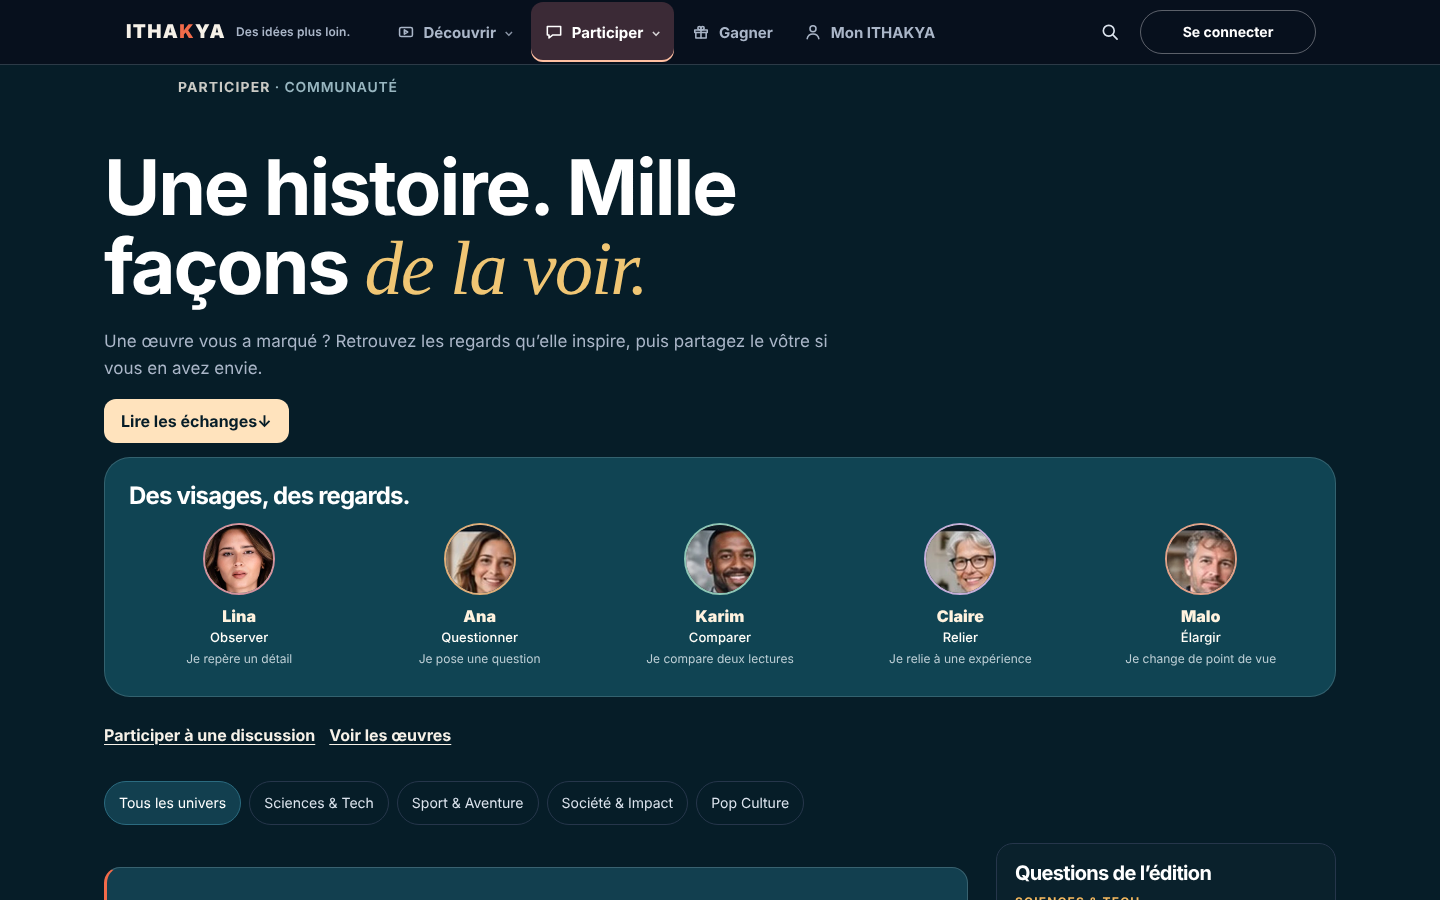 ITHAKYA
Des idées plus loin.
Découvrir
Participer
Gagner
Mon ITHAKYA
Se connecter
PARTICIPER · COMMUNAUTÉ
Une histoire. Mille
façons de la voir.
Une œuvre vous a marqué ? Retrouvez les regards qu’elle inspire, puis partagez le vôtre si
vous en avez envie.
Lire les échanges↓
Des visages, des regards.
Lina
Observer
Je repère un détail
Ana
Questionner
Je pose une question
Karim
Comparer
Je compare deux lectures
Claire
Relier
Je relie à une expérience
Malo
Élargir
Je change de point de vue
Participer à une discussion
Voir les œuvres
Tous les univers
Sciences & Tech
Sport & Aventure
Société & Impact
Pop Culture
Questions de l’édition
SCIENCES & TECH